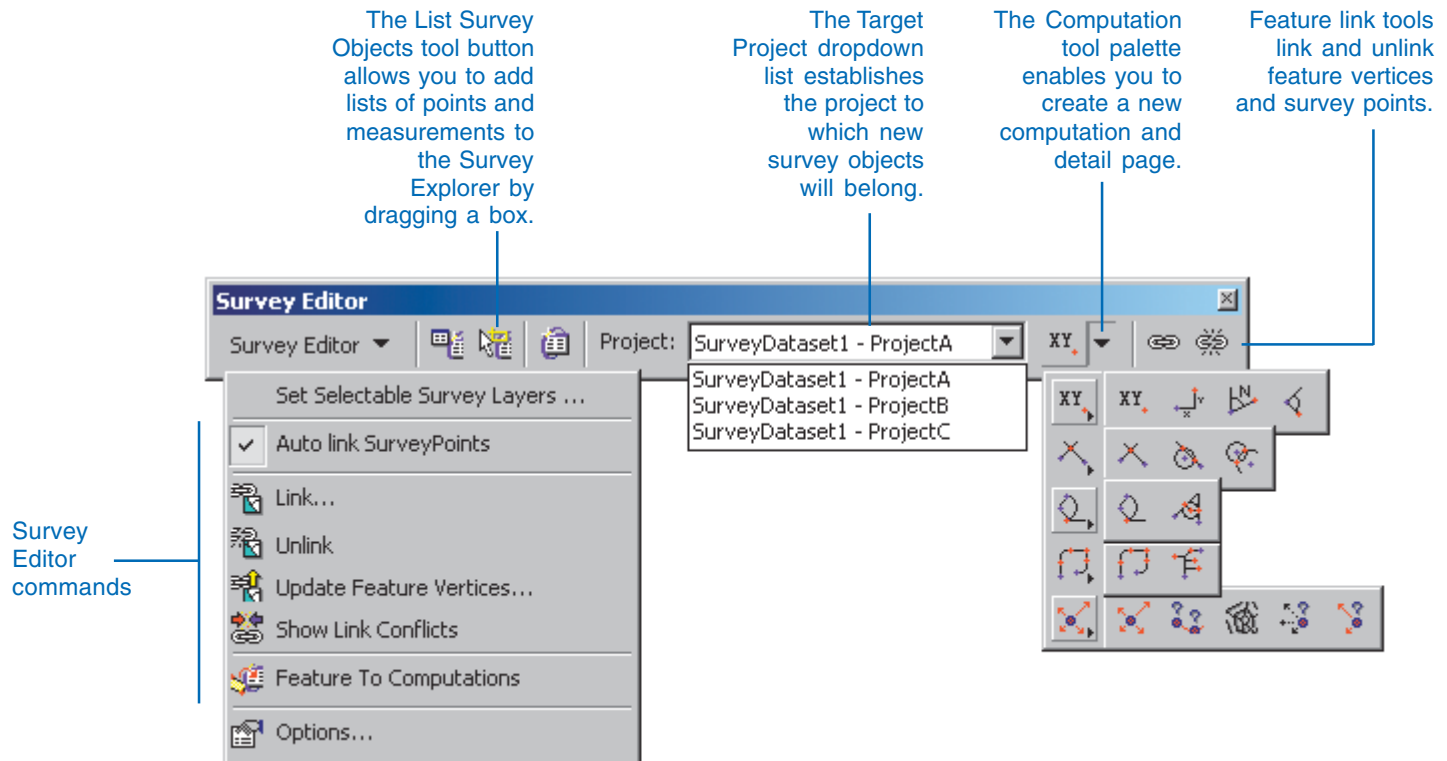 The List Survey
Objects tool button
allows you to add
lists of points and
measurements to
the Survey
Explorer by
dragging a box.
The Target
Project dropdown
list establishes
the project to
which new
survey objects
will belong.
The Computation
tool palette
enables you to
create a new
computation and
detail page.
Feature link tools
link and unlink
feature vertices
and survey points.
Survey Editor
Survey Editor
Project:
SurveyDataset1 - ProjectA
XY
SurveyDataset1 - ProjectA
SurveyDataset1 - ProjectB
SurveyDataset1 - ProjectC
Set Selectable Survey Layers ...
Auto link SurveyPoints
Link...
Unlink
Update Feature Vertices...
Show Link Conflicts
Feature To Computations
Options...
XY
XY
Survey
Editor
commands